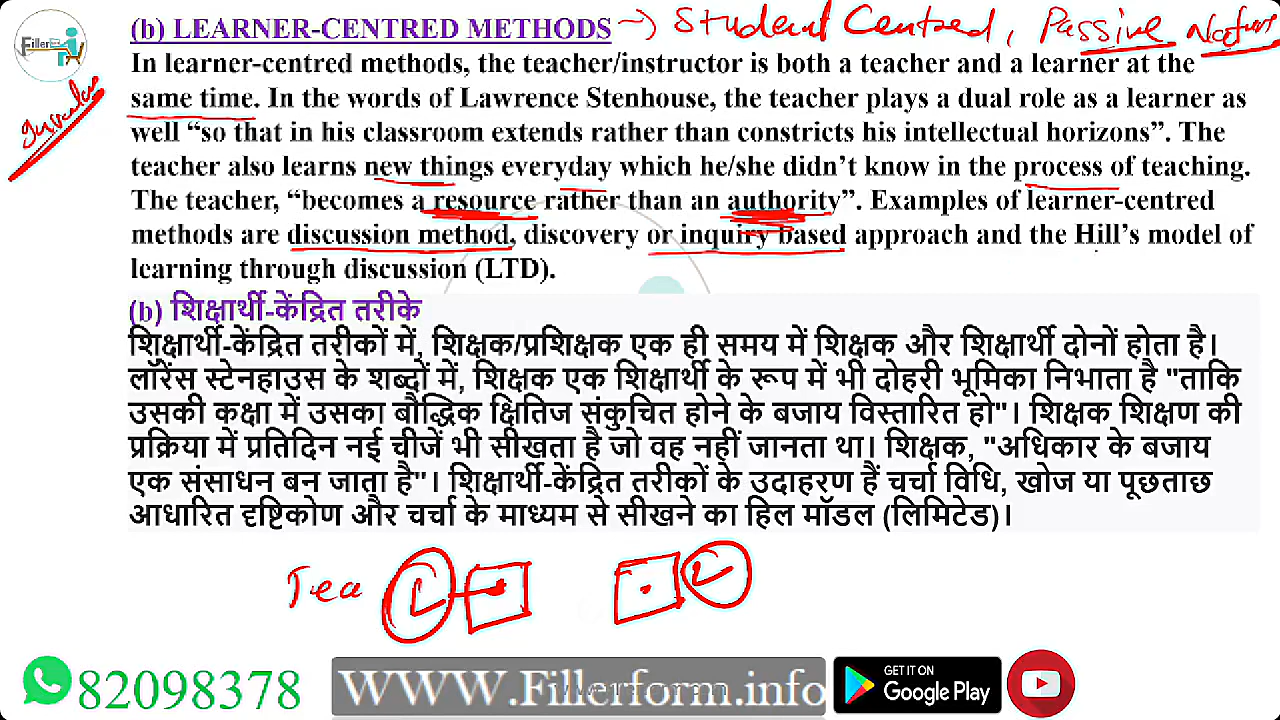 Filler
(b) LEARNER-CENTRED METHODS → Student Centred, Passive
In learner-centred methods, the teacher/instructor is both a teacher and a learner at the
same time. In the words of Lawrence Stenhouse, the teacher plays a dual role as a learner as
well “so that in his classroom extends rather than constricts his intellectual horizons”. The
teacher also learns new things everyday which he/she didn’t know in the process of teaching.
The teacher, “becomes a resource rather than an authority”. Examples of learner-centred
methods are discussion method, discovery or inquiry based approach and the Hill’s model of
learning through discussion (LTD).
(b) शिक्षार्थी-केंद्रित तरीके
शिक्षार्थी-केंद्रित तरीकों में, शिक्षक/प्रशिक्षक एक ही समय में शिक्षक और शिक्षार्थी दोनों होता है।
लॉरेंस स्टेनहाउस के शब्दों में, शिक्षक एक शिक्षार्थी के रूप में भी दोहरी भूमिका निभाता है "ताकि
उसकी कक्षा में उसका बौद्धिक क्षितिज संकुचित होने के बजाय विस्तारित हो"। शिक्षक शिक्षण की
प्रक्रिया में प्रतिदिन नई चीजें भी सीखता है जो वह नहीं जानता था। शिक्षक, "अधिकार के बजाय
एक संसाधन बन जाता है"। शिक्षार्थी-केंद्रित तरीकों के उदाहरण हैं चर्चा विधि, खोज या पूछताछ
आधारित दृष्टिकोण और चर्चा के माध्यम से सीखने का हिल मॉडल (लिमिटेड)।
Tea L
82098378
WWW.Fillerform.info
GET IT ON
Google Play